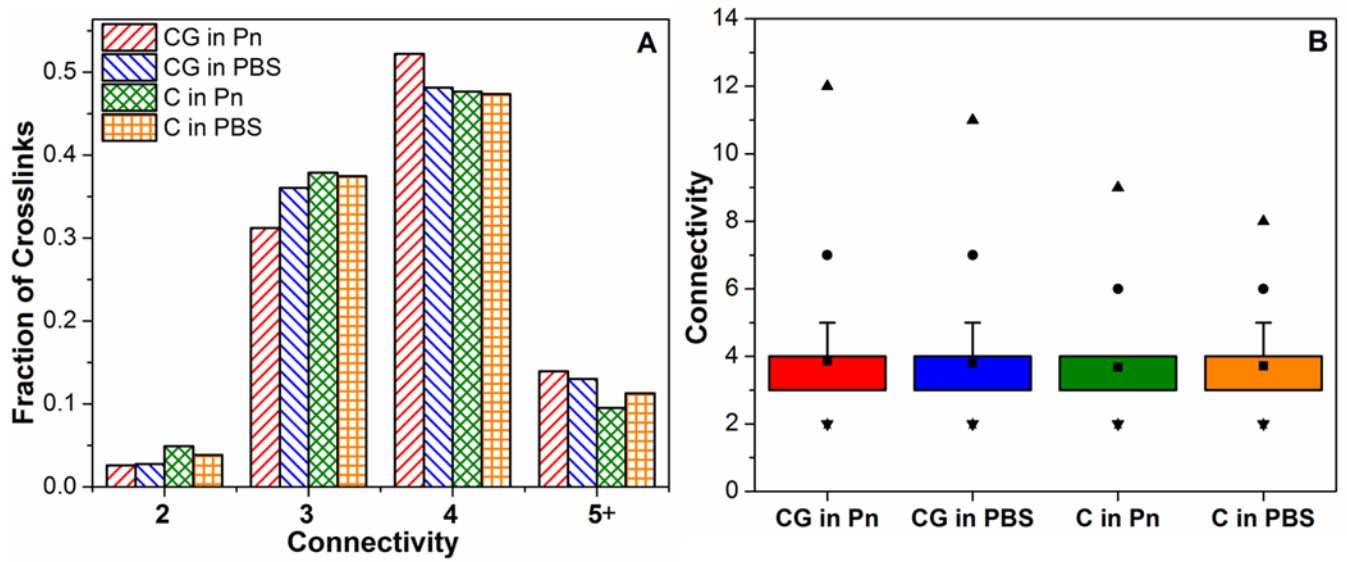 A
CG in Pn
CG in PBS
C in Pn
C in PBS
Fraction of Crosslinks
0.5
0.4
0.3
0.2
0.1
0.0
2 3 4 5+
Connectivity
B
Connectivity
14
12
10
8
6
4
2
0
CG in Pn CG in PBS C in Pn C in PBS